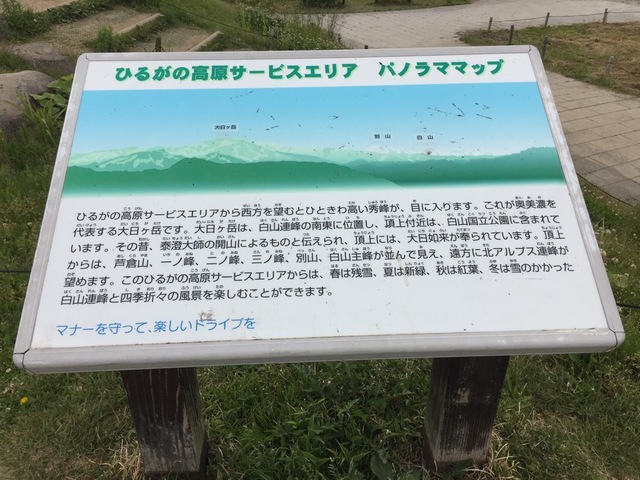 ひるがの高原サービスエリア パノラママップ
大日ヶ岳
別山
白山
ひるがの高原サービスエリアから西方を望むとひときわ高い秀峰が、目に入ります。これが奥美濃を
代表する大日ヶ岳です。大日ヶ岳は、白山連峰の南東に位置し、頂上付近は、白山国立公園に含まれて
います。その昔、泰澄大師の開山によるものと伝えられ、頂上には、大日如来が奉られています。頂上
からは、芦倉山、一ノ峰、二ノ峰、三ノ峰、別山、白山主峰が並んで見え、遠方に北アルプス連峰が
望めます。このひるがの高原サービスエリアからは、春は残雪、夏は新緑、秋は紅葉、冬は雪のかかった
白山連峰と四季折々の風景を楽しむことができます。
マナーを守って、楽しいドライブを